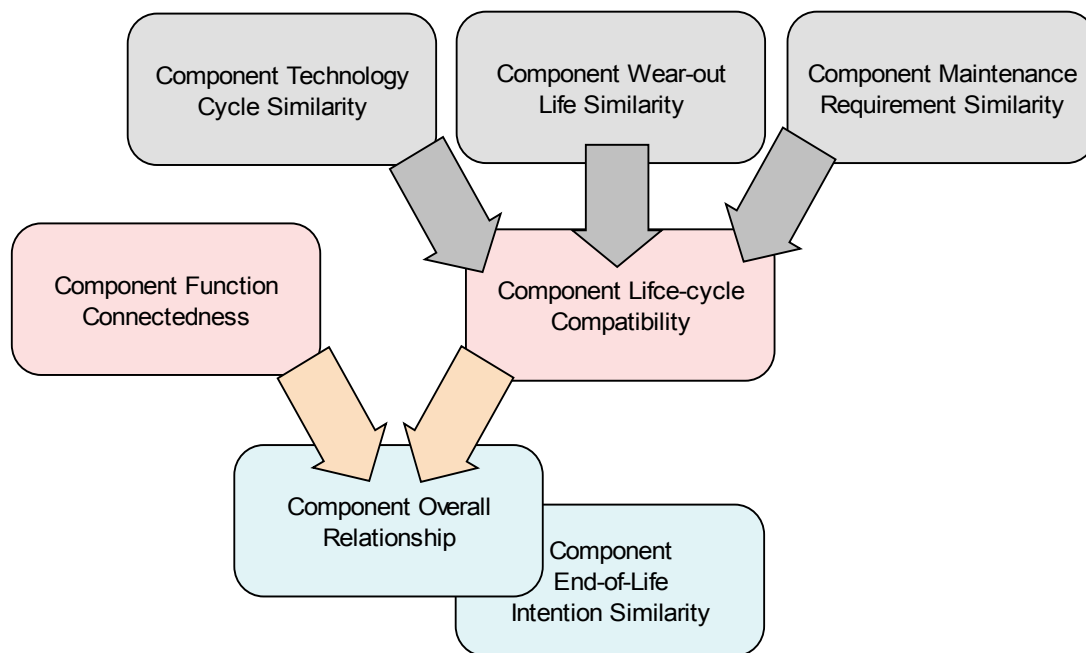 Component Technology
Cycle Similarity
Component Wear-out
Life Similarity
Component Maintenance
Requirement Similarity
Component Function
Connectedness
Component Lifce-cycle
Compatibility
Component Overall
Relationship
Component
End-of-Life
Intention Similarity